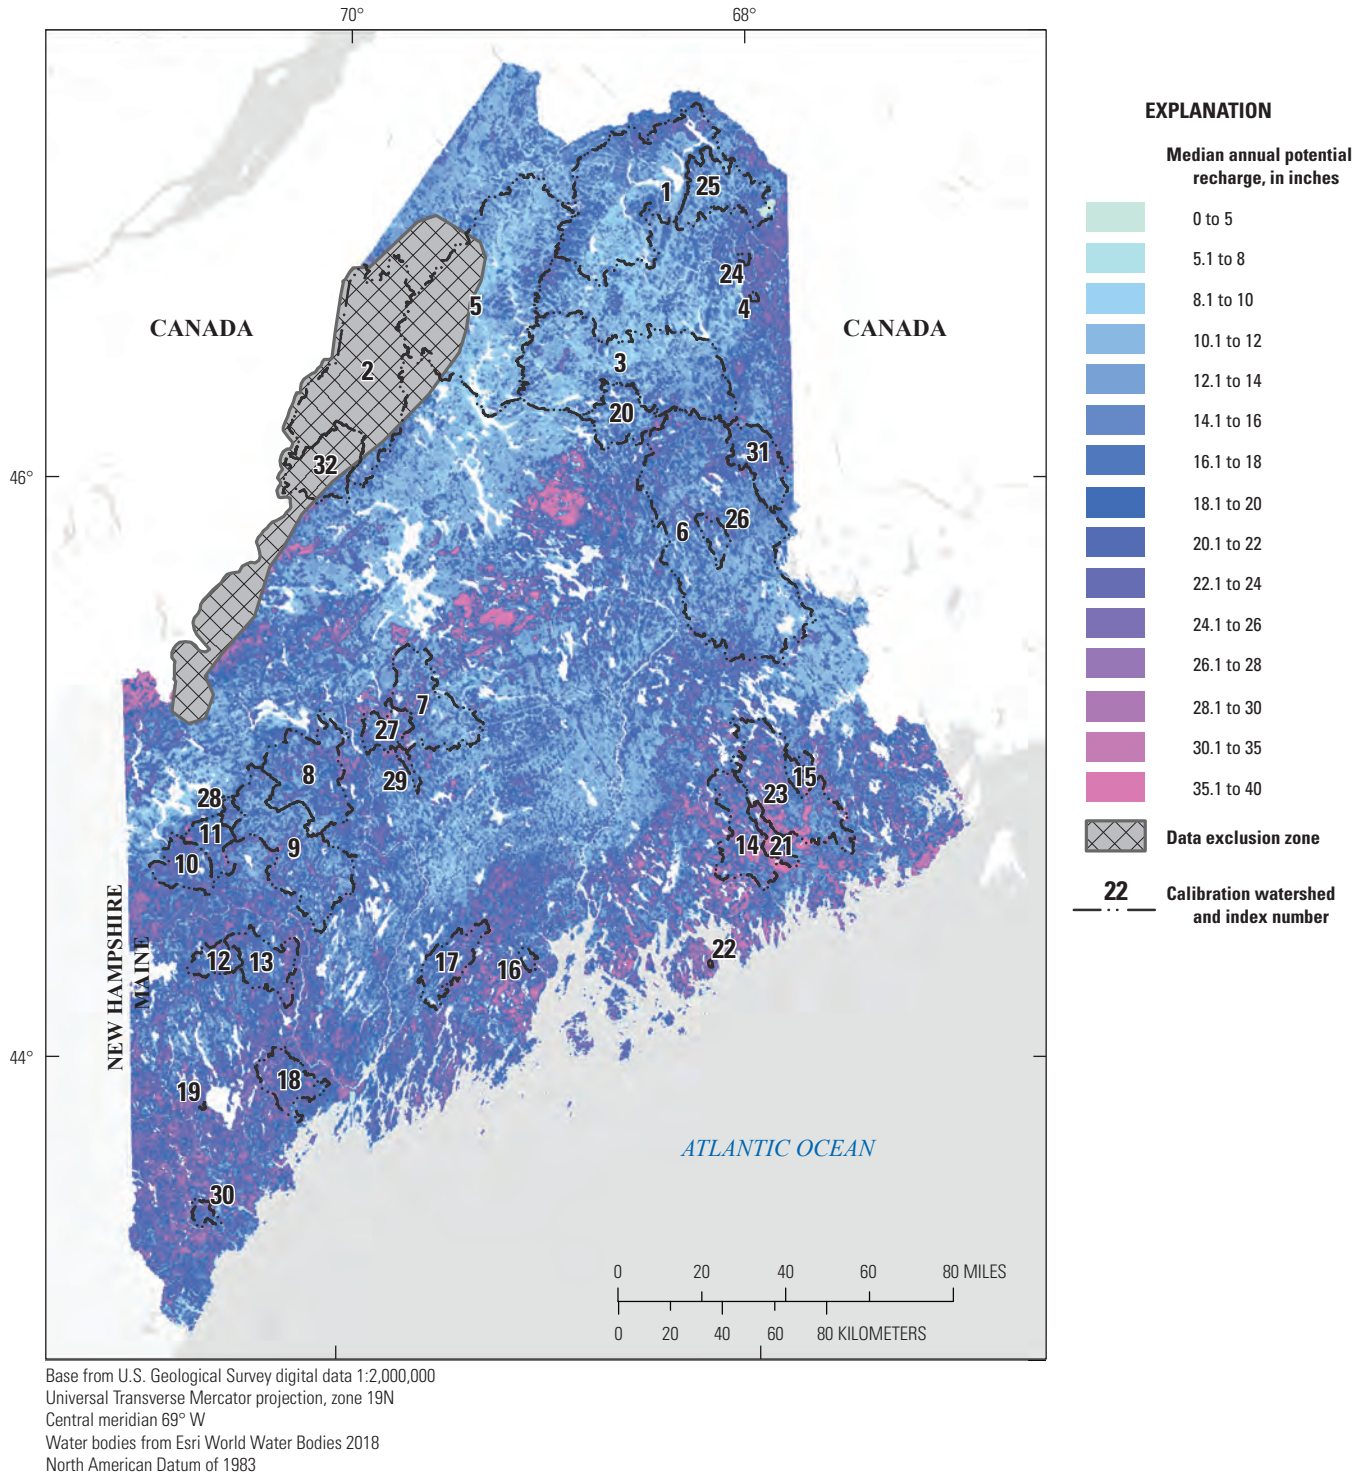 70°
68°
46°
44°
CANADA
CANADA
NEW HAMPSHIRE
MAINE
ATLANTIC OCEAN
1
25
24
4
5
3
2
20
32
31
26
6
7
27
29
8
28
11
9
10
15
23
14
21
22
12
13
17
16
18
19
30
0 20 40 60 80 MILES
0 20 40 60 80 KILOMETERS
EXPLANATION
Median annual potential
recharge, in inches
0 to 5
5.1 to 8
8.1 to 10
10.1 to 12
12.1 to 14
14.1 to 16
16.1 to 18
18.1 to 20
20.1 to 22
22.1 to 24
24.1 to 26
26.1 to 28
28.1 to 30
30.1 to 35
35.1 to 40
Data exclusion zone
22 Calibration watershed
and index number
Base from U.S. Geological Survey digital data 1:2,000,000
Universal Transverse Mercator projection, zone 19N
Central meridian 69° W
Water bodies from Esri World Water Bodies 2018
North American Datum of 1983